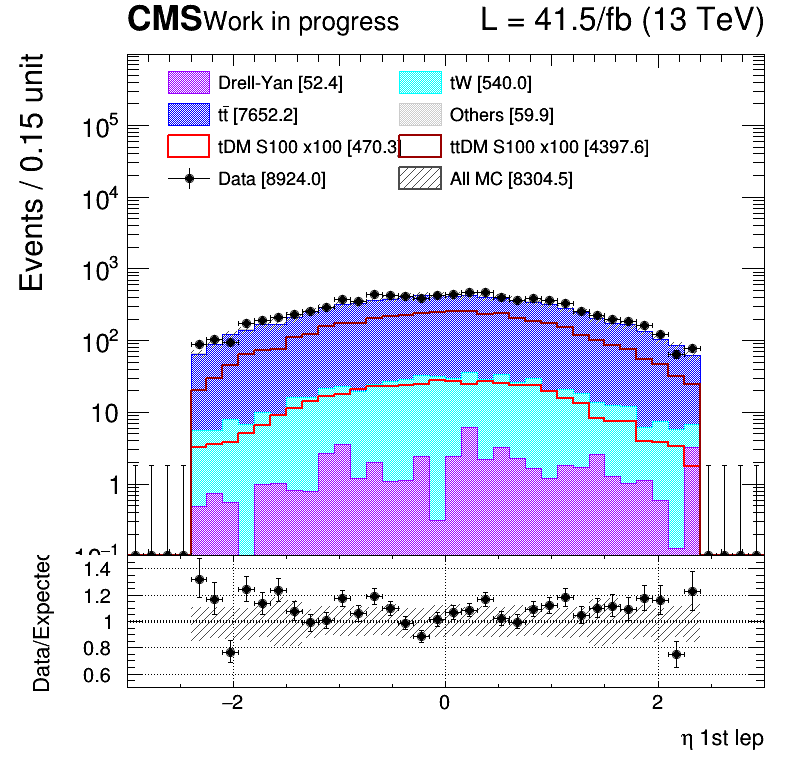 CMS Work in progress L = 41.5/fb (13 TeV)
Events / 0.15 unit
Drell-Yan [52.4] tW [540.0]
tt̄ [7652.2] Others [59.9]
tDM S100 x100 [470.3] ttDM S100 x100 [4397.6]
Data [8924.0] All MC [8304.5]
10⁵
10⁴
10³
10²
10
1
10⁻¹
Data/Expected
1.4
1.2
1
0.8
0.6
−2 0 2
η 1st lep